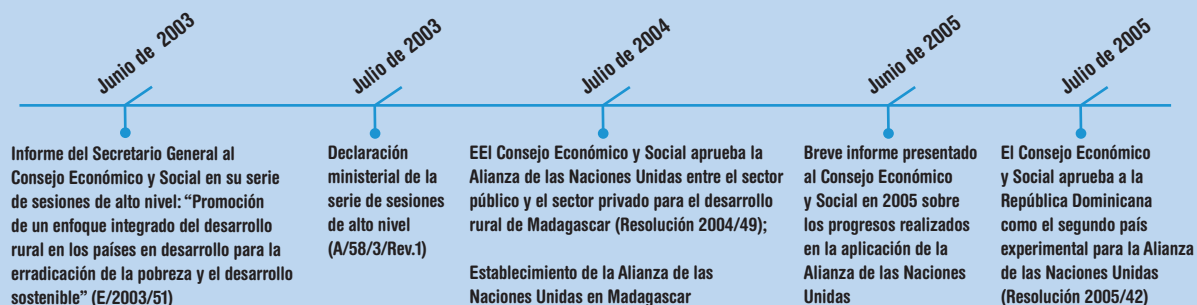 Junio de 2003
Informe del Secretario General al
Consejo Económico y Social en su serie
de sesiones de alto nivel: “Promoción
de un enfoque integrado del desarrollo
rural en los países en desarrollo para la
erradicación de la pobreza y el desarrollo
sostenible” (E/2003/51)
Julio de 2003
Declaración
ministerial de la
serie de sesiones
de alto nivel
(A/58/3/Rev.1)
Julio de 2004
EEl Consejo Económico y Social aprueba la
Alianza de las Naciones Unidas entre el sector
público y el sector privado para el desarrollo
rural de Madagascar (Resolución 2004/49);
Establecimiento de la Alianza de las
Naciones Unidas en Madagascar
Junio de 2005
Breve informe presentado
al Consejo Económico
y Social en 2005 sobre
los progresos realizados
en la aplicación de la
Alianza de las Naciones
Unidas
Julio de 2005
El Consejo Económico
y Social aprueba a la
República Dominicana
como el segundo país
experimental para la Alianza
de las Naciones Unidas
(Resolución 2005/42)